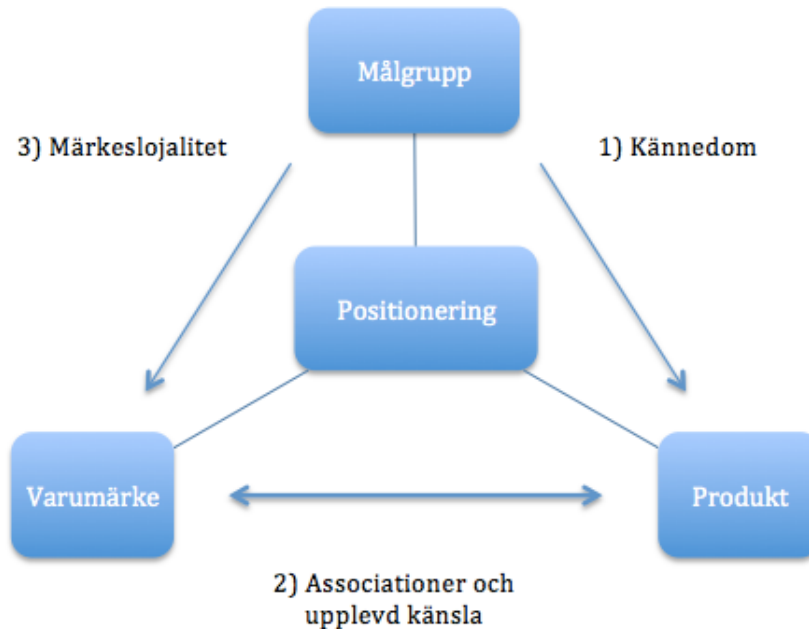 Målgrupp
3) Märkeslojalitet
1) Kännedom
Positionering
Varumärke
Produkt
2) Associationer och
upplevd känsla